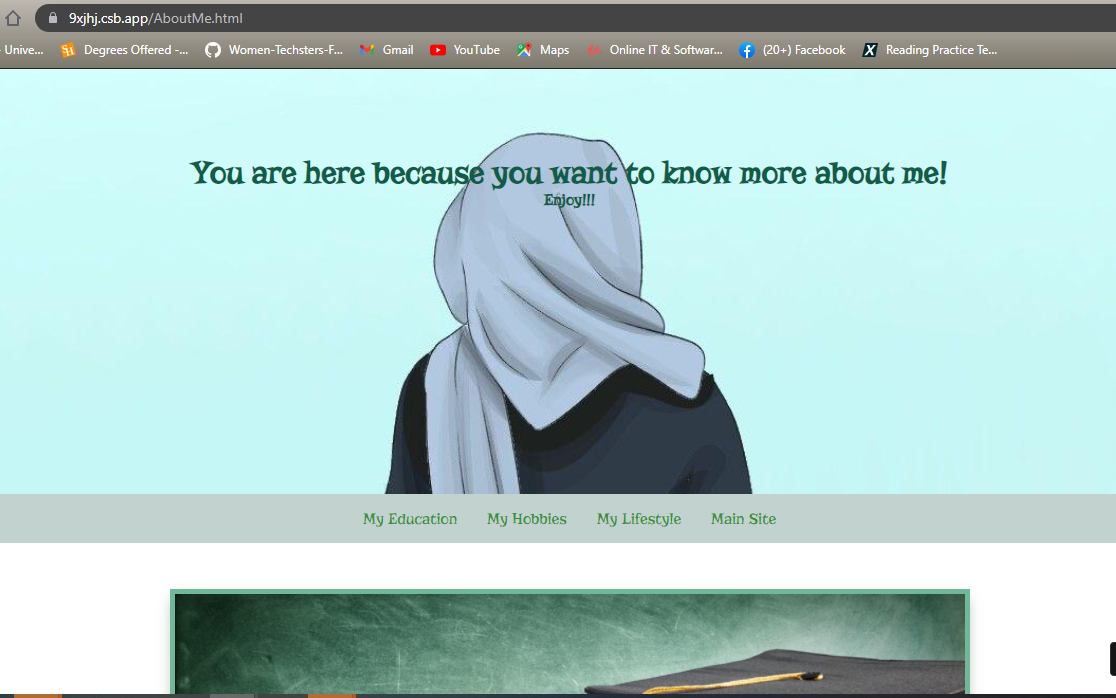 9xjhj.csb.app/AboutMe.html
Unive... Degrees Offered -... Women-Techsters-F... Gmail YouTube Maps Online IT & Softwar... (20+) Facebook Reading Practice Te...
You are here because you want to know more about me!
Enjoy!!!
My Education My Hobbies My Lifestyle Main Site